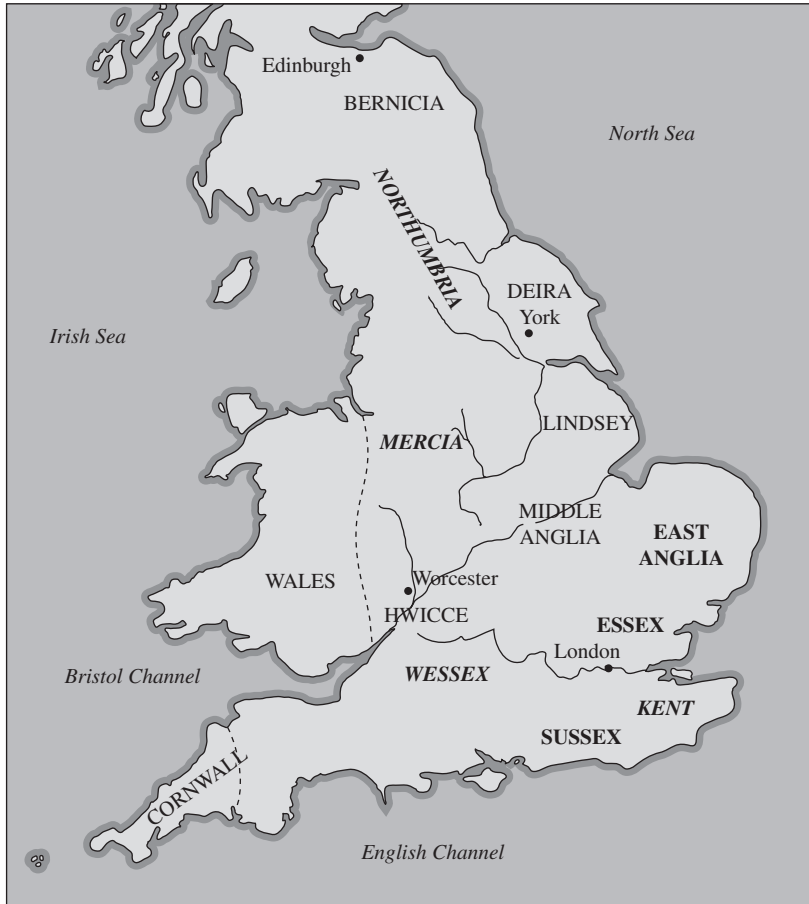 Edinburgh
BERNICIA
North Sea
NORTHUMBRIA
DEIRA
York
Irish Sea
LINDSEY
MERCIA
MIDDLE
ANGLIA
EAST
ANGLIA
WALES
Worcester
HWICCE
ESSEX
London
Bristol Channel
WESSEX
KENT
SUSSEX
CORNWALL
English Channel